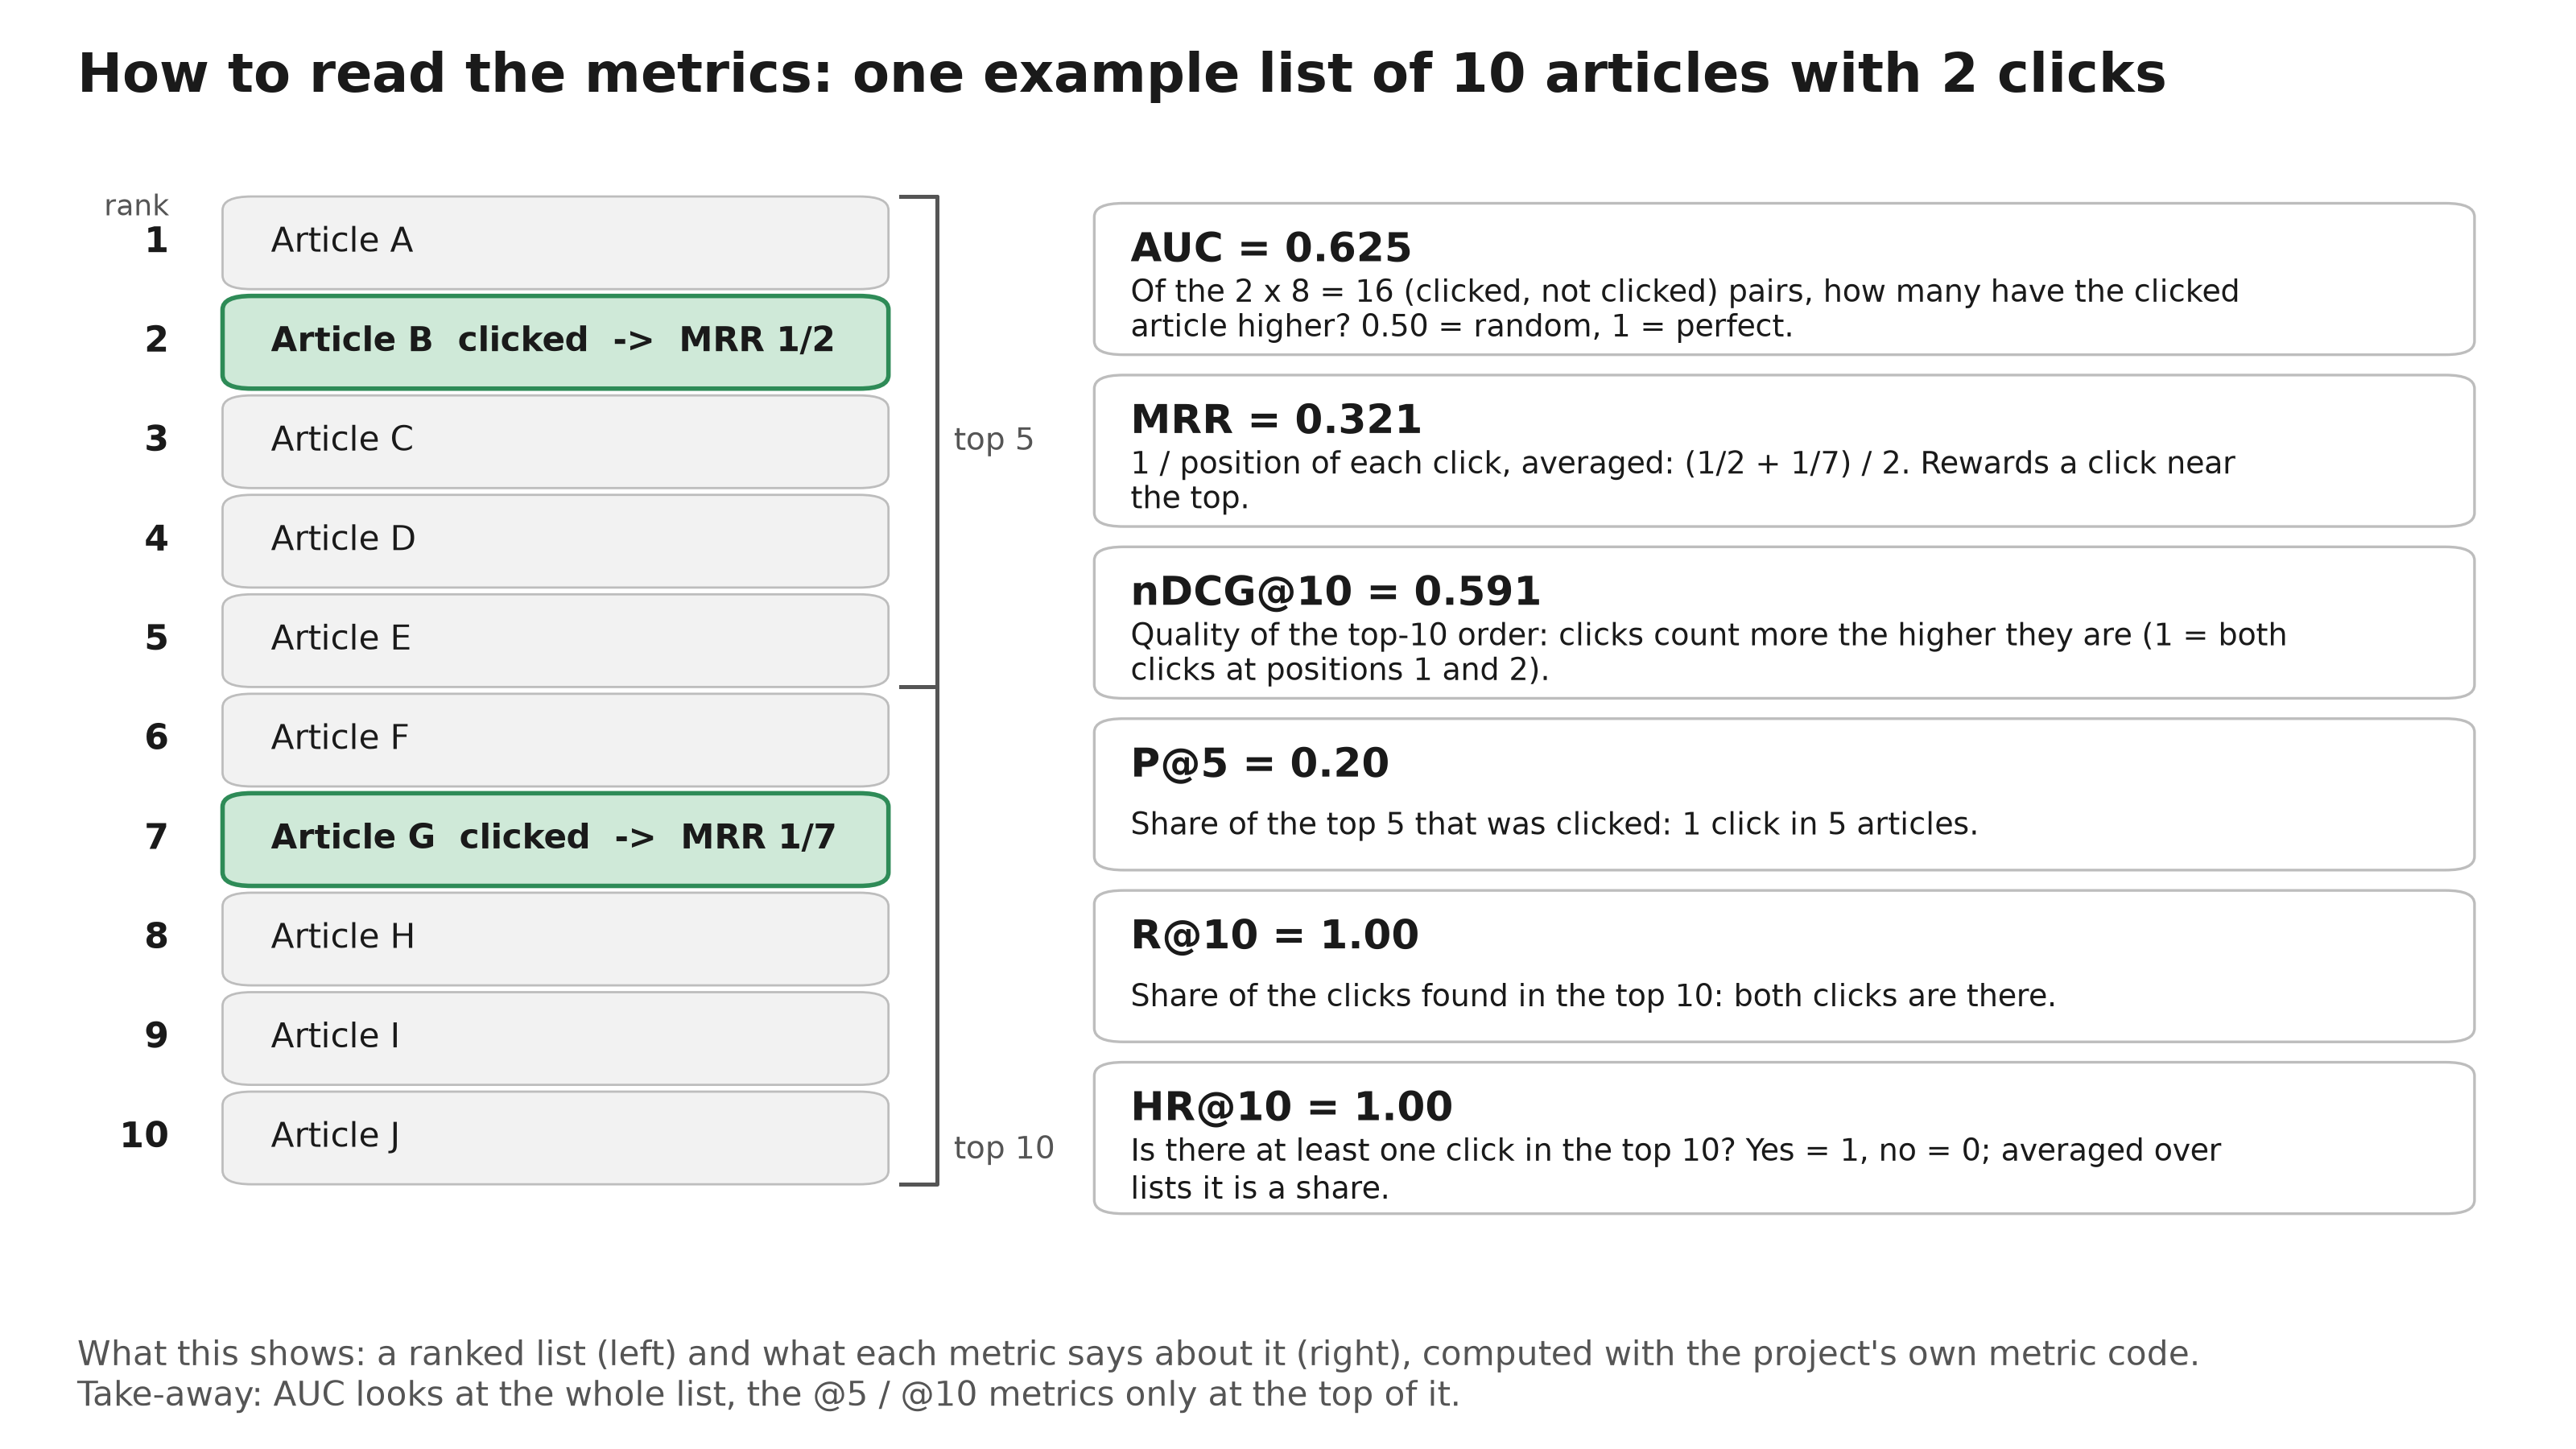 How to read the metrics: one example list of 10 articles with 2 clicks
rank
1 Article A
2 Article B clicked -> MRR 1/2
3 Article C
4 Article D
5 Article E
6 Article F
7 Article G clicked -> MRR 1/7
8 Article H
9 Article I
10 Article J
top 5
top 10
AUC = 0.625
Of the 2 x 8 = 16 (clicked, not clicked) pairs, how many have the clicked
article higher? 0.50 = random, 1 = perfect.
MRR = 0.321
1 / position of each click, averaged: (1/2 + 1/7) / 2. Rewards a click near
the top.
nDCG@10 = 0.591
Quality of the top-10 order: clicks count more the higher they are (1 = both
clicks at positions 1 and 2).
P@5 = 0.20
Share of the top 5 that was clicked: 1 click in 5 articles.
R@10 = 1.00
Share of the clicks found in the top 10: both clicks are there.
HR@10 = 1.00
Is there at least one click in the top 10? Yes = 1, no = 0; averaged over
lists it is a share.
What this shows: a ranked list (left) and what each metric says about it (right), computed with the project's own metric code.
Take-away: AUC looks at the whole list, the @5 / @10 metrics only at the top of it.